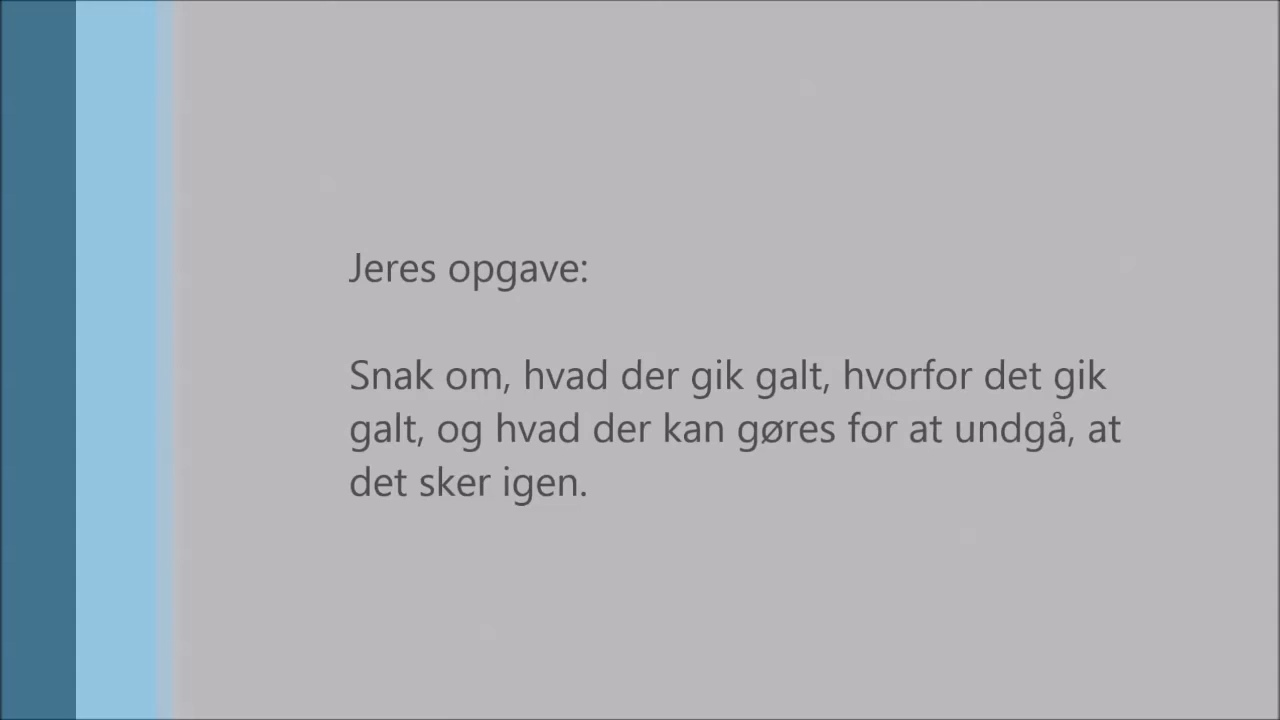 Jeres opgave:
Snak om, hvad der gik galt, hvorfor det gik
galt, og hvad der kan gøres for at undgå, at
det sker igen.